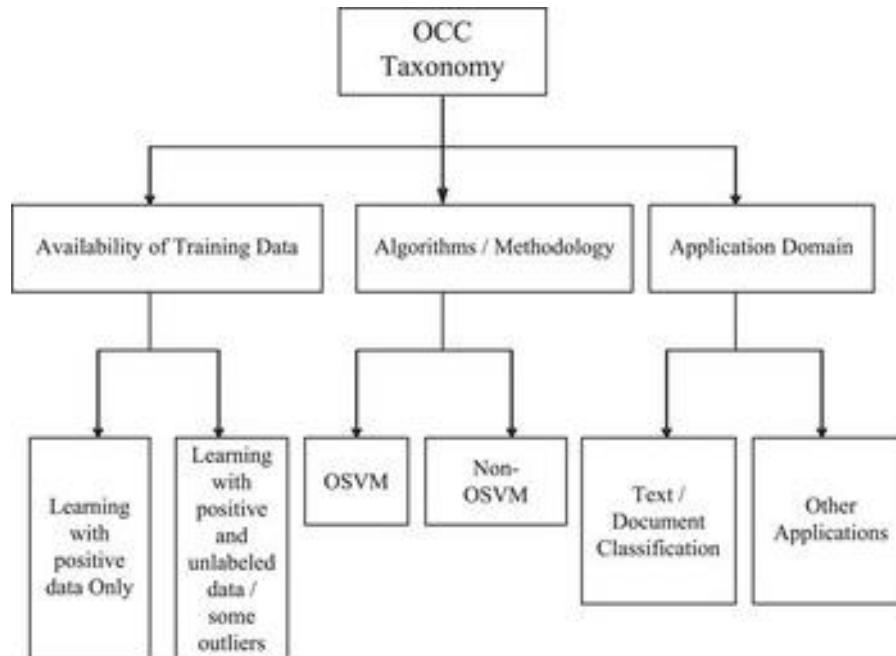 OCC
Taxonomy
Availability of Training Data
Algorithms / Methodology
Application Domain
Learning
with
positive
data Only
Learning
with
positive
and
unlabeled
data /
some
outliers
OSVM
Non-
OSVM
Text /
Document
Classification
Other
Applications